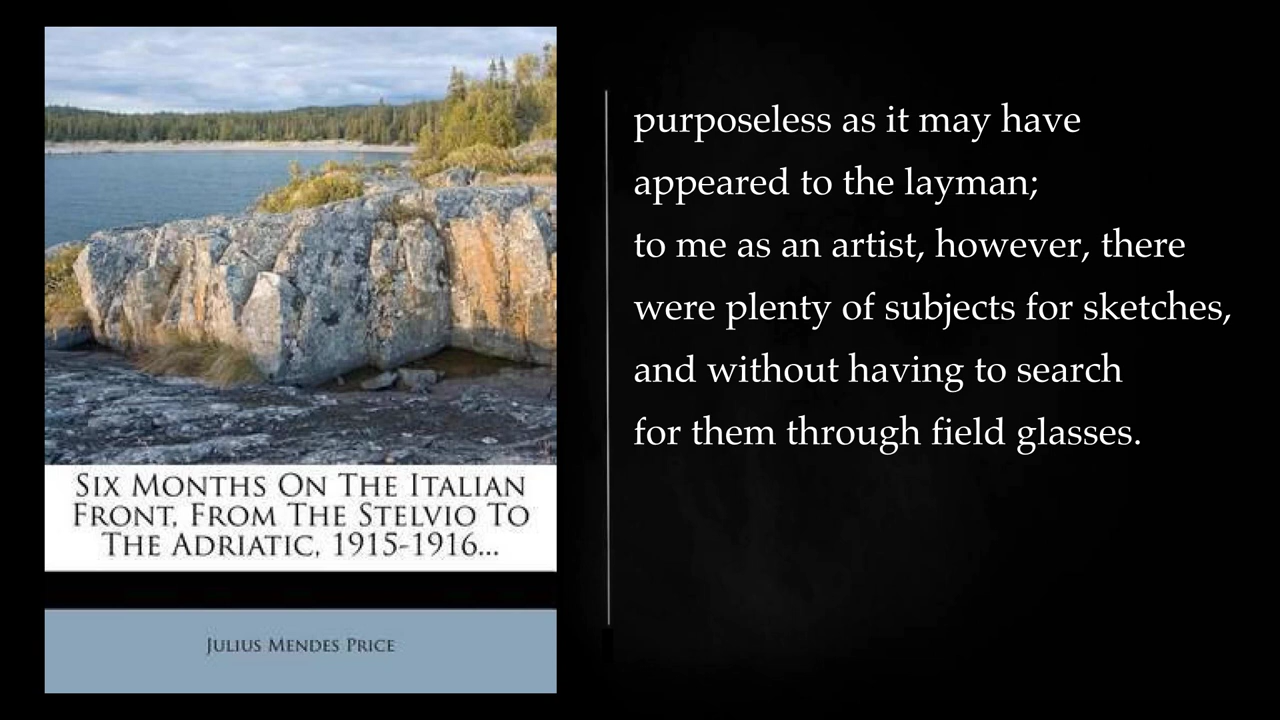 Six Months On The Italian
Front, From The Stelvio To
The Adriatic, 1915-1916...
Julius Mendes Price
purposeless as it may have
appeared to the layman;
to me as an artist, however, there
were plenty of subjects for sketches,
and without having to search
for them through field glasses.